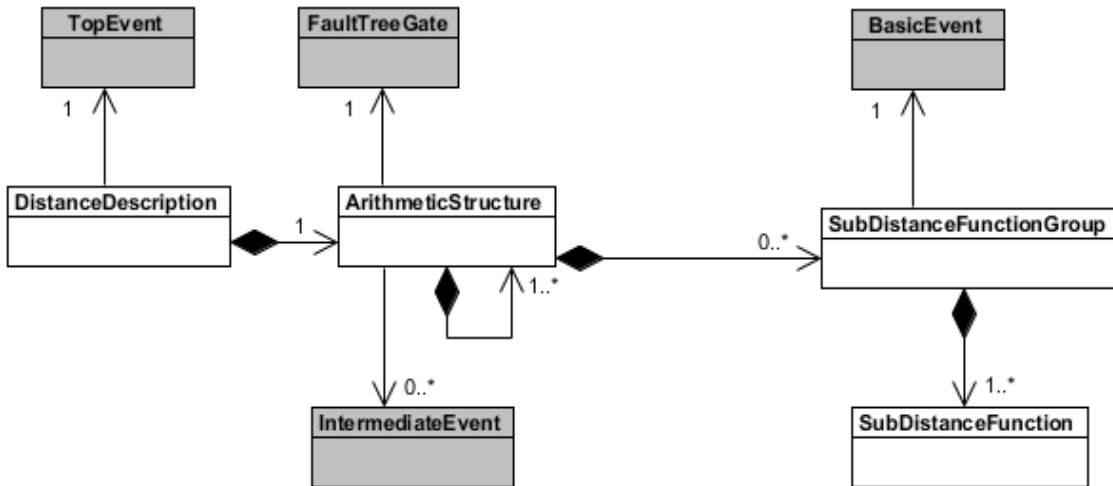 TopEvent
FaultTreeGate
BasicEvent
1
1
1
DistanceDescription
ArithmeticStructure
SubDistanceFunctionGroup
1
0..*
1..*
0..*
1..*
IntermediateEvent
SubDistanceFunction